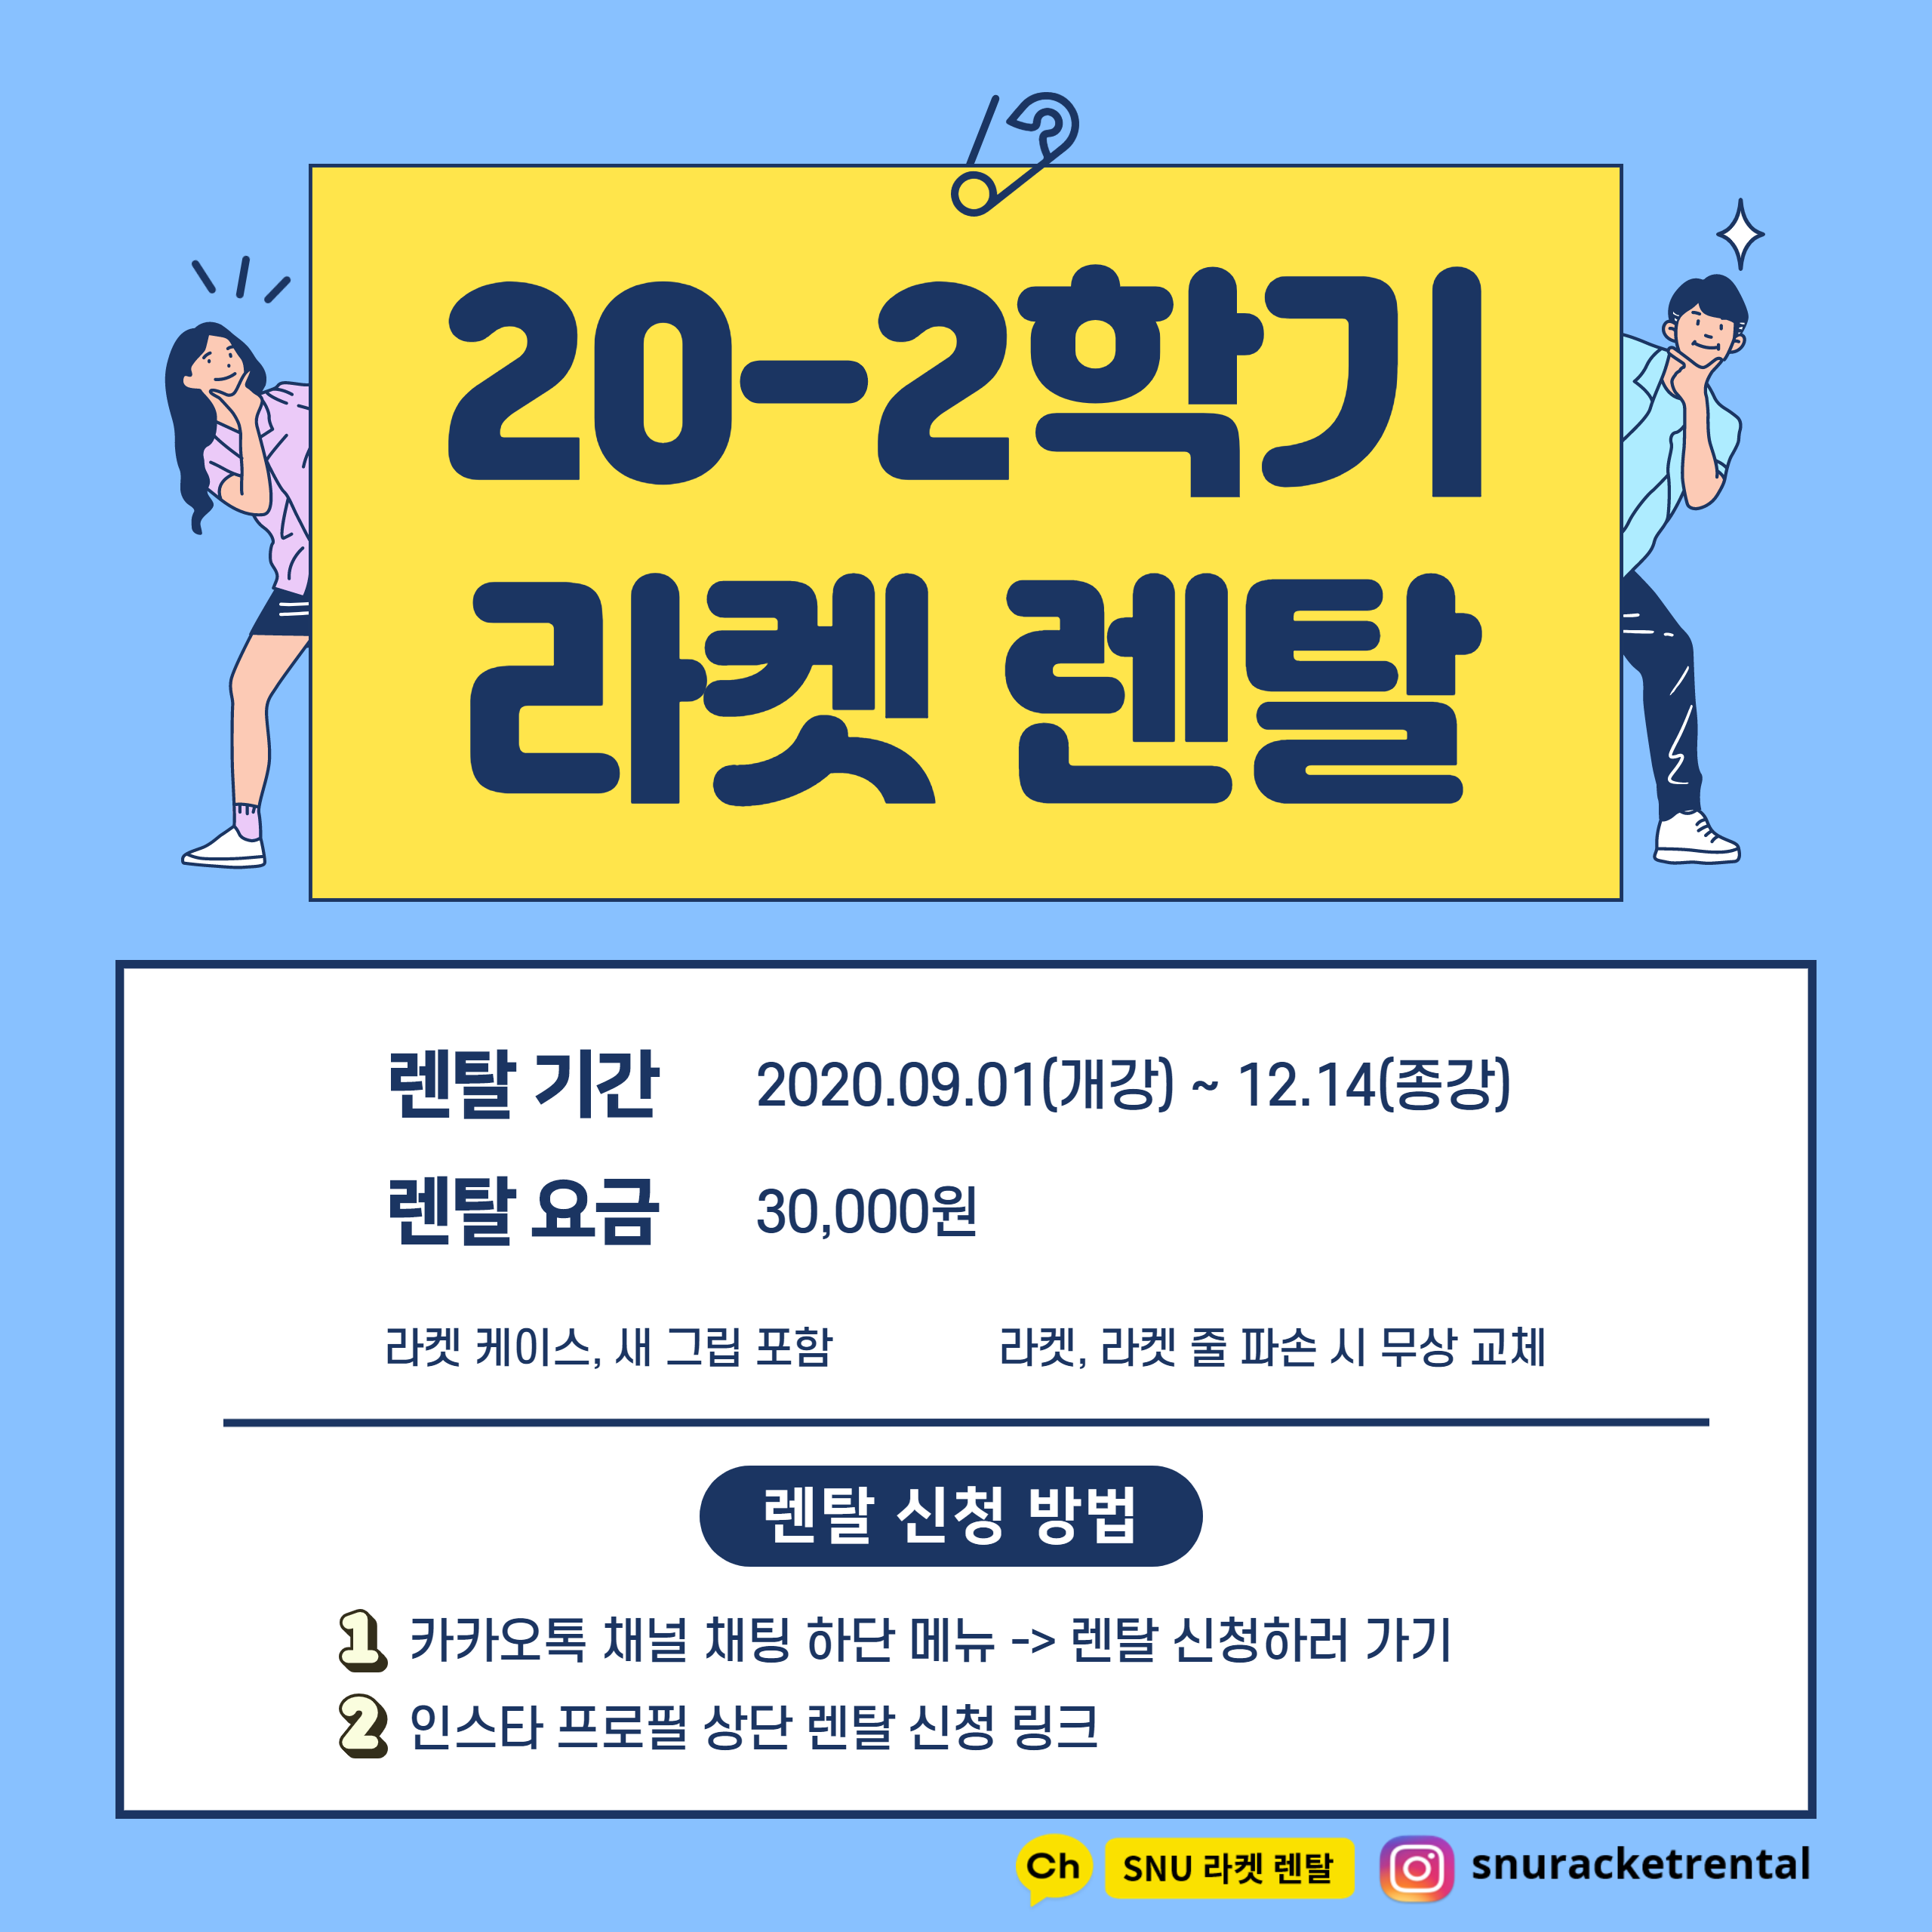 20-2학기
라켓 렌탈
렌탈 기간 2020.09.01(개강) ~ 12.14(종강)
렌탈 요금 30,000원
라켓 케이스, 새 그립 포함 라켓, 라켓 줄 파손 시 무상 교체
렌탈 신청 방법
1 카카오톡 채널 채팅 하단 메뉴 -> 렌탈 신청하러 가기
2 인스타 프로필 상단 렌탈 신청 링크
Ch SNU 라켓 렌탈 snuracketrental